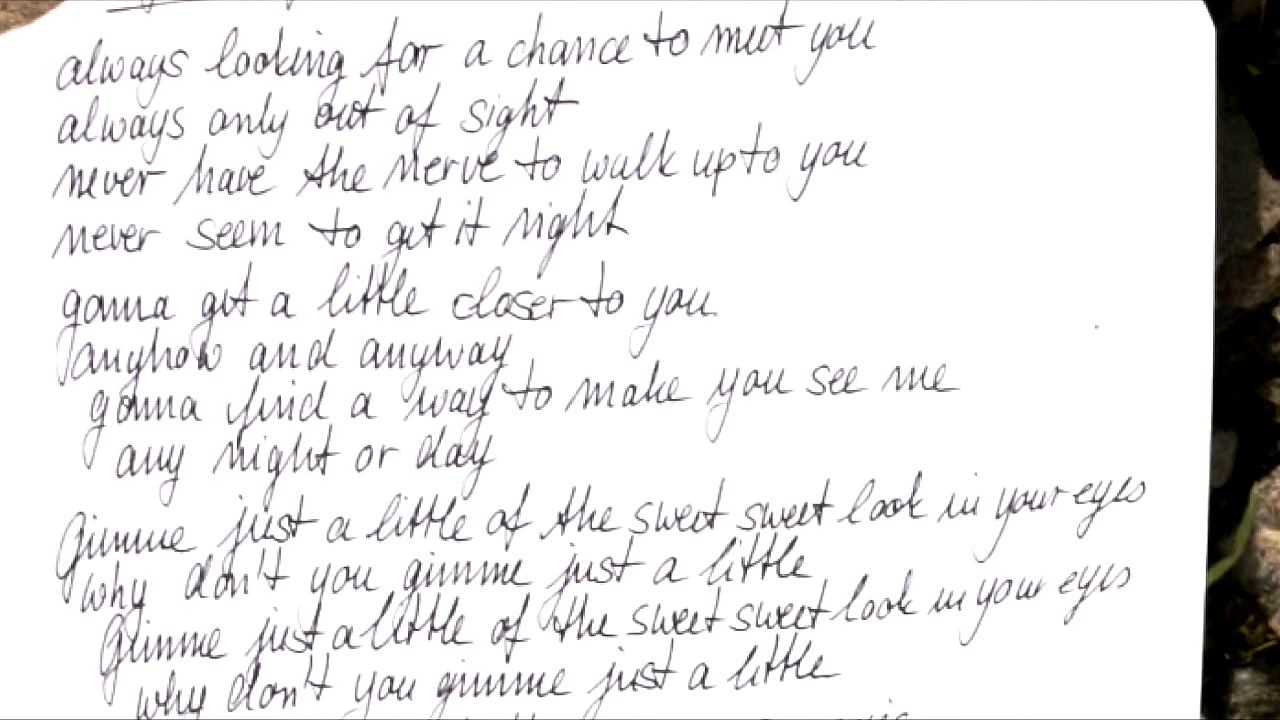 always looking for a chance to meet you
always only out of sight
never have the nerve to walk up to you
never seem to get it right
gonna get a little closer to you
anyhow and anyway
gonna find a way to make you see me
any night or day
Gimme just a little of the sweet sweet look in your eyes
why don't you gimme just a little
Gimme just a little of the sweet sweet look in your eyes
why don't you gimme just a little